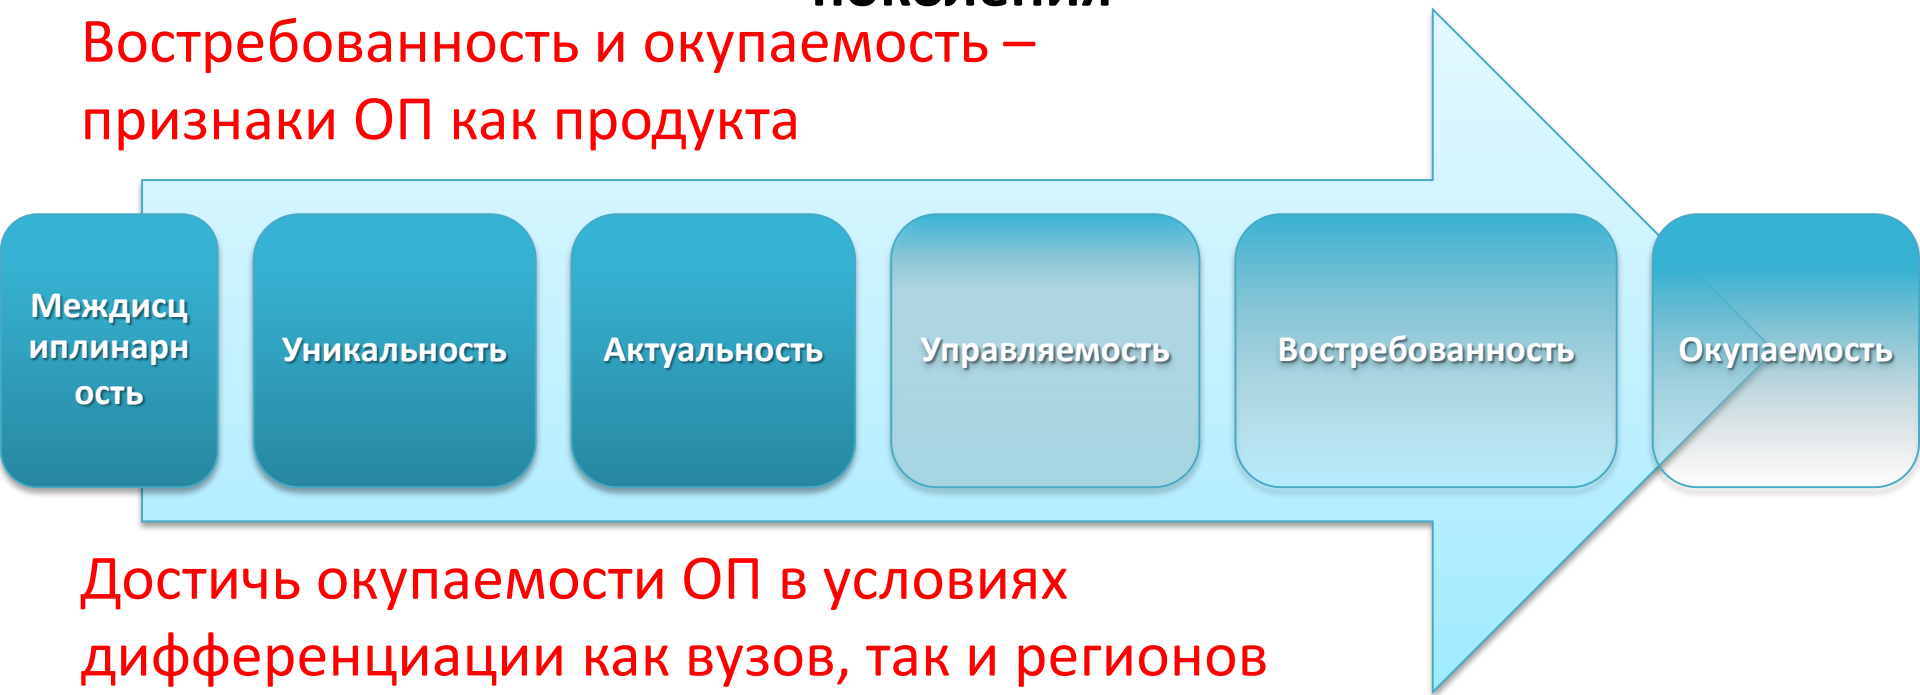 поколения
Востребованность и окупаемость –
признаки ОП как продукта
Междисц
иплинарн
ость
Уникальность
Актуальность
Управляемость
Востребованность
Окупаемость
Достичь окупаемости ОП в условиях
дифференциации как вузов, так и регионов